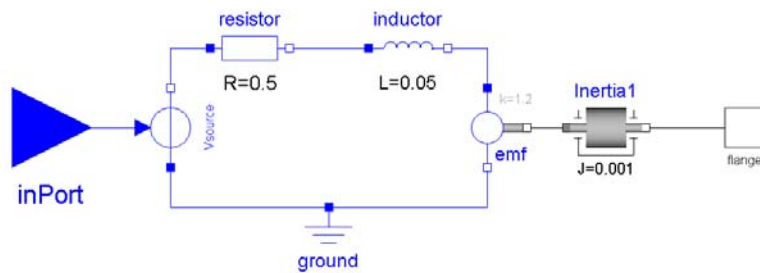 resistor
inductor
R=0.5
L=0.05
k=1.2
Inertia1
Vsource
inPort
emf
J=0.001
flange
ground